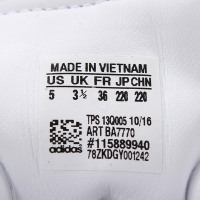 MADE IN VIETNAM
US UK FR JP CHN
5 3½ 36 220 220
TPS 13Q005 10/16
ART BA7770
#115889940
adidas 78ZKDGY001242